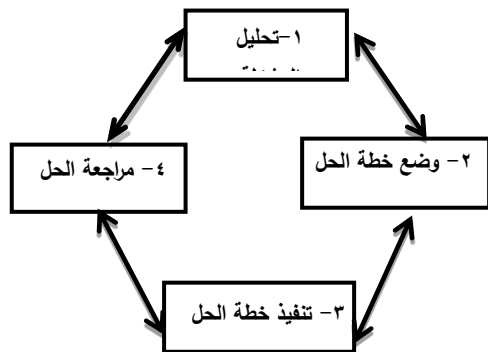 ١-تحليل
٢- وضع خطة الحل
٣- تنفيذ خطة الحل
٤- مراجعة الحل